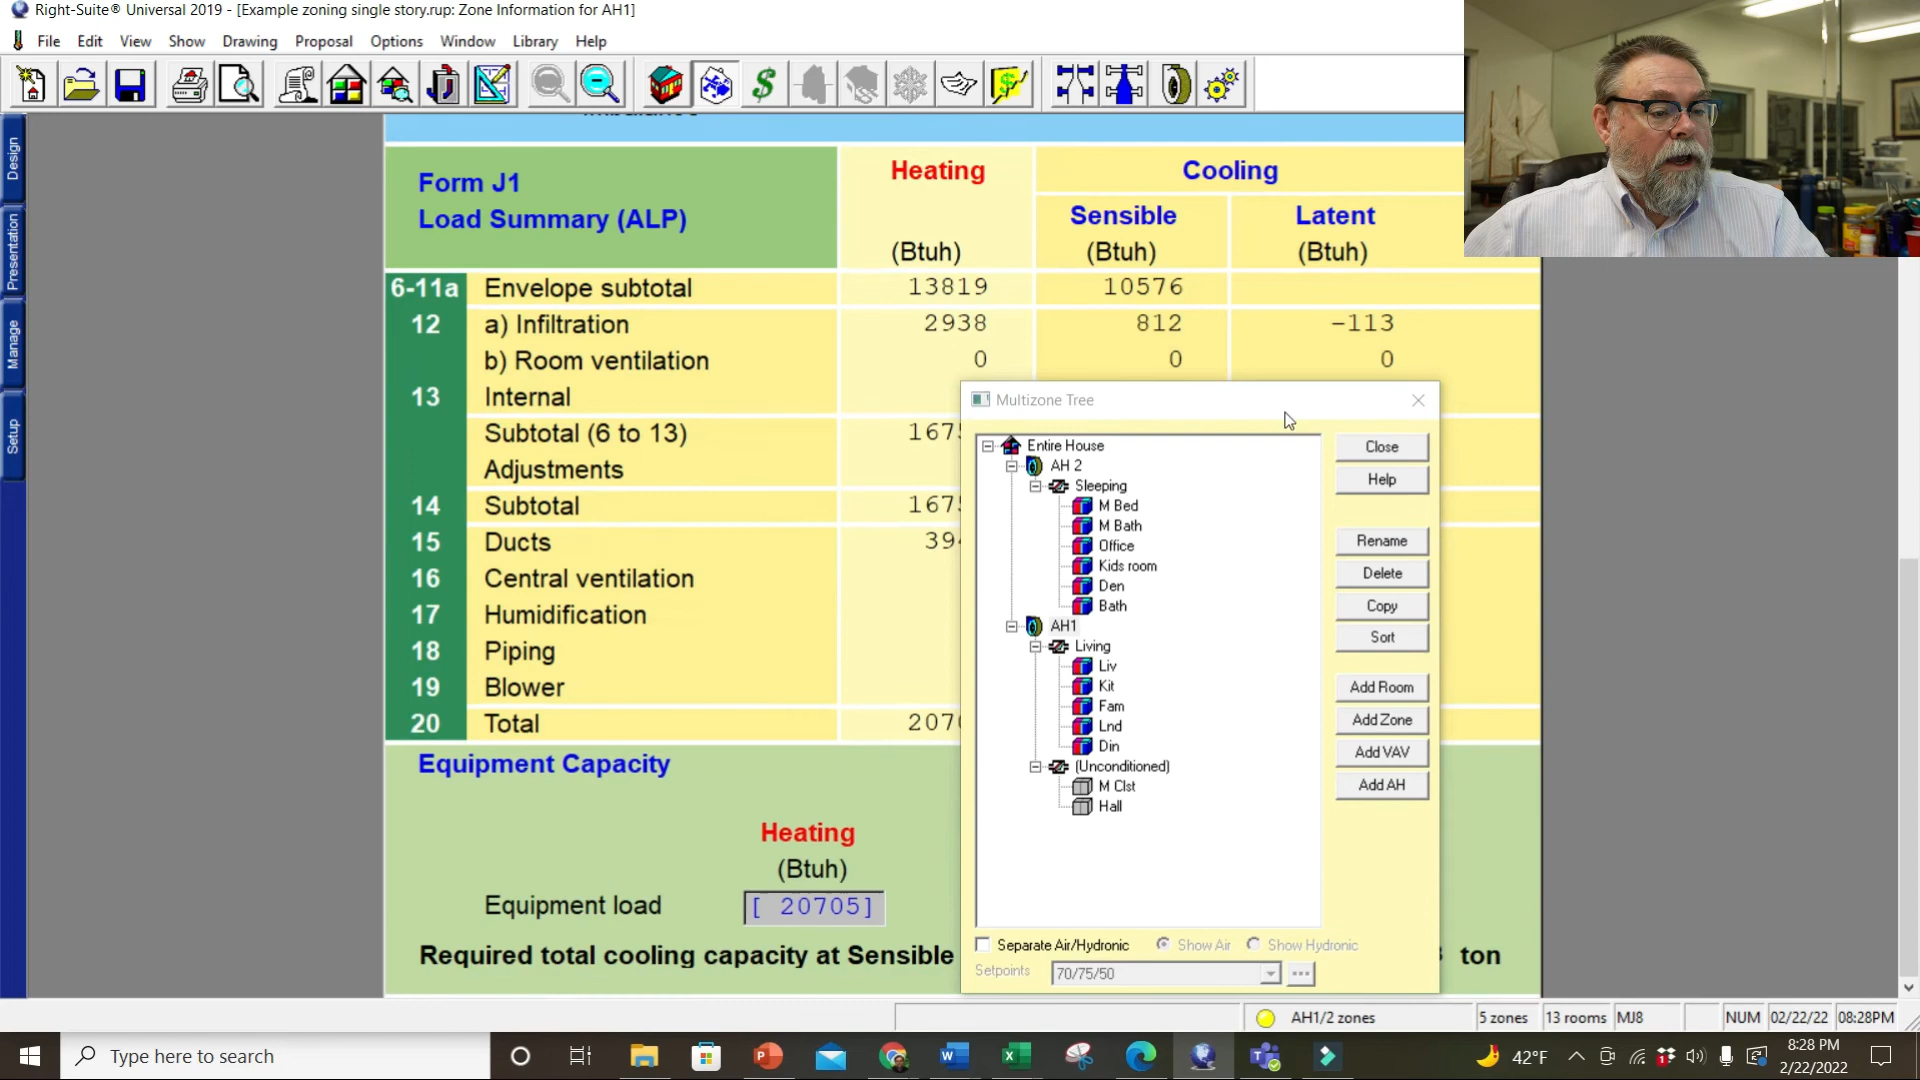 Right-Suite® Universal 2019 - [Example zoning single story.rup: Zone Information for AH1]
File Edit View Show Drawing Proposal Options Window Library Help
Design
Presentation
Manage
Setup
Form J1
Load Summary (ALP)
Heating
(Btuh)
Cooling
Sensible
(Btuh)
Latent
(Btuh)
6-11a Envelope subtotal 13819 10576
12 a) Infiltration 2938 812 -113
b) Room ventilation 0 0 0
13 Internal
Subtotal (6 to 13)
Adjustments
14 Subtotal
15 Ducts
16 Central ventilation
17 Humidification
18 Piping
19 Blower
20 Total
Equipment Capacity
Heating
(Btuh)
Equipment load [ 20705]
Required total cooling capacity at Sensible
ton
Multizone Tree
Entire House
AH 2
Sleeping
M Bed
M Bath
Office
Kids room
Den
Bath
AH1
Living
Liv
Kit
Fam
Lnd
Din
(Unconditioned)
M Clst
Hall
Close
Help
Rename
Delete
Copy
Sort
Add Room
Add Zone
Add VAV
Add AH
Separate Air/Hydronic Show Air Show Hydronic
Setpoints 70/75/50 ...
AH1/2 zones 5 zones 13 rooms MJ8 NUM 02/22/22 08:28PM
Type here to search
42°F
8:28 PM
2/22/2022